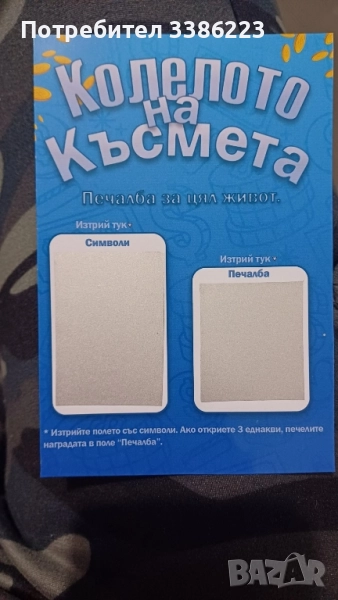 Потребител 3386223
Колелото
на
Късмета
Печалба за цял живот.
Изтрий тук •
Символи
Изтрий тук •
Печалба
* Изтрийте полето със символи. Ако откриете 3 еднакви, печелите
наградата в поле "Печалба".
BAZAR